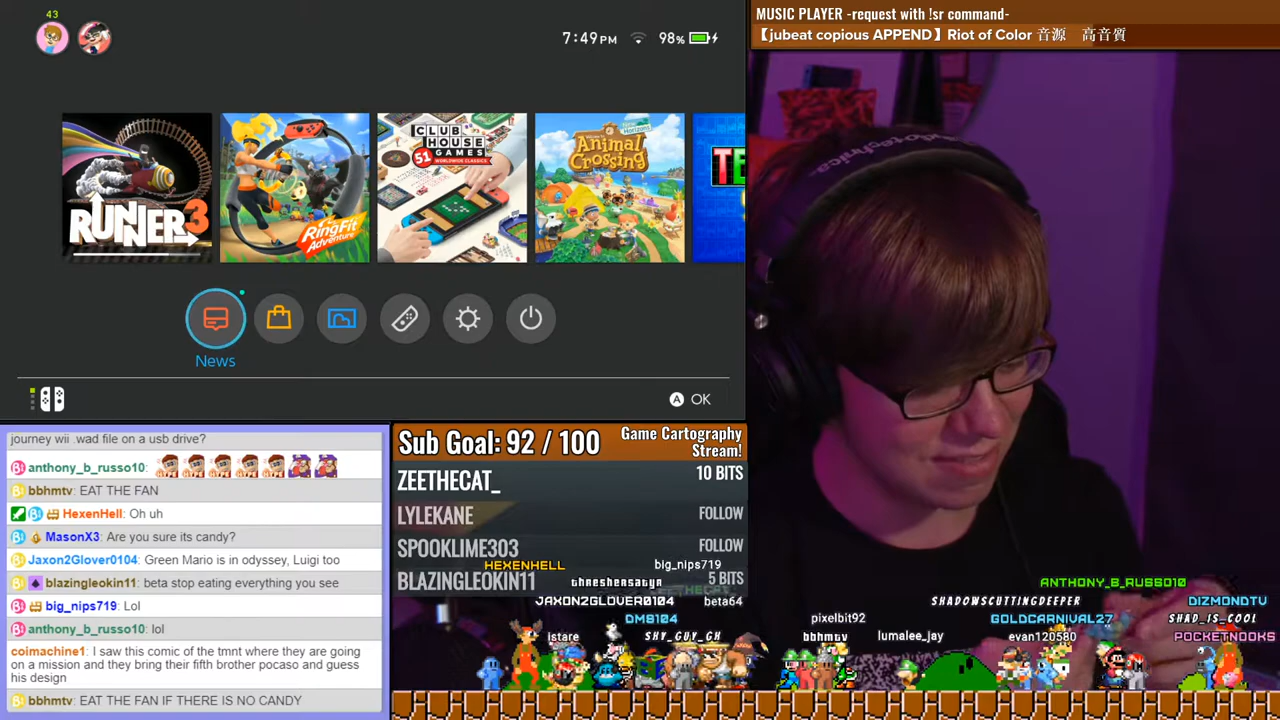 43
7:49 PM
98%
RUNNER3
RingFit
Adventure
CLUB
HOUSE
GAMES
51
WORLDWIDE CLASSICS
Animal
Crossing
TE
News
A OK
MUSIC PLAYER -request with !sr command-
【jubeat copious APPEND】Riot of Color 音源 高音質
audio-technica
journey wii .wad file on a usb drive?
anthony_b_russo10:
bbhmtv: EAT THE FAN
HexenHell: Oh uh
MasonX3: Are you sure its candy?
Jaxon2Glover0104: Green Mario is in odyssey, Luigi too
blazingleokin11: beta stop eating everything you see
big_nips719: Lol
anthony_b_russo10: lol
coimachine1: I saw this comic of the tmnt where they are going
on a mission and they bring their fifth brother pocaso and guess
his design
bbhmtv: EAT THE FAN IF THERE IS NO CANDY
Sub Goal: 92 / 100
Game Cartography
Stream!
ZEETHECAT_ 10 BITS
LYLEKANE FOLLOW
SPOOKLIME303 FOLLOW
BLAZINGLEOKIN11 5 BITS
HEXENHELL
big_nips719
threshersatya
JAXON2GLOVER0104
beta64
DM8104
istare
SHY_GUY_GH
pixelbit92
bbhmtv
lumalee_jay
ANTHONY_B_RUSSO10
SHADOWSCUTTINGDEEPER
DIZMONDTV
GOLDCARNIVAL27
SHAD_IS_COOL
evan120580
POCKETNOOKS